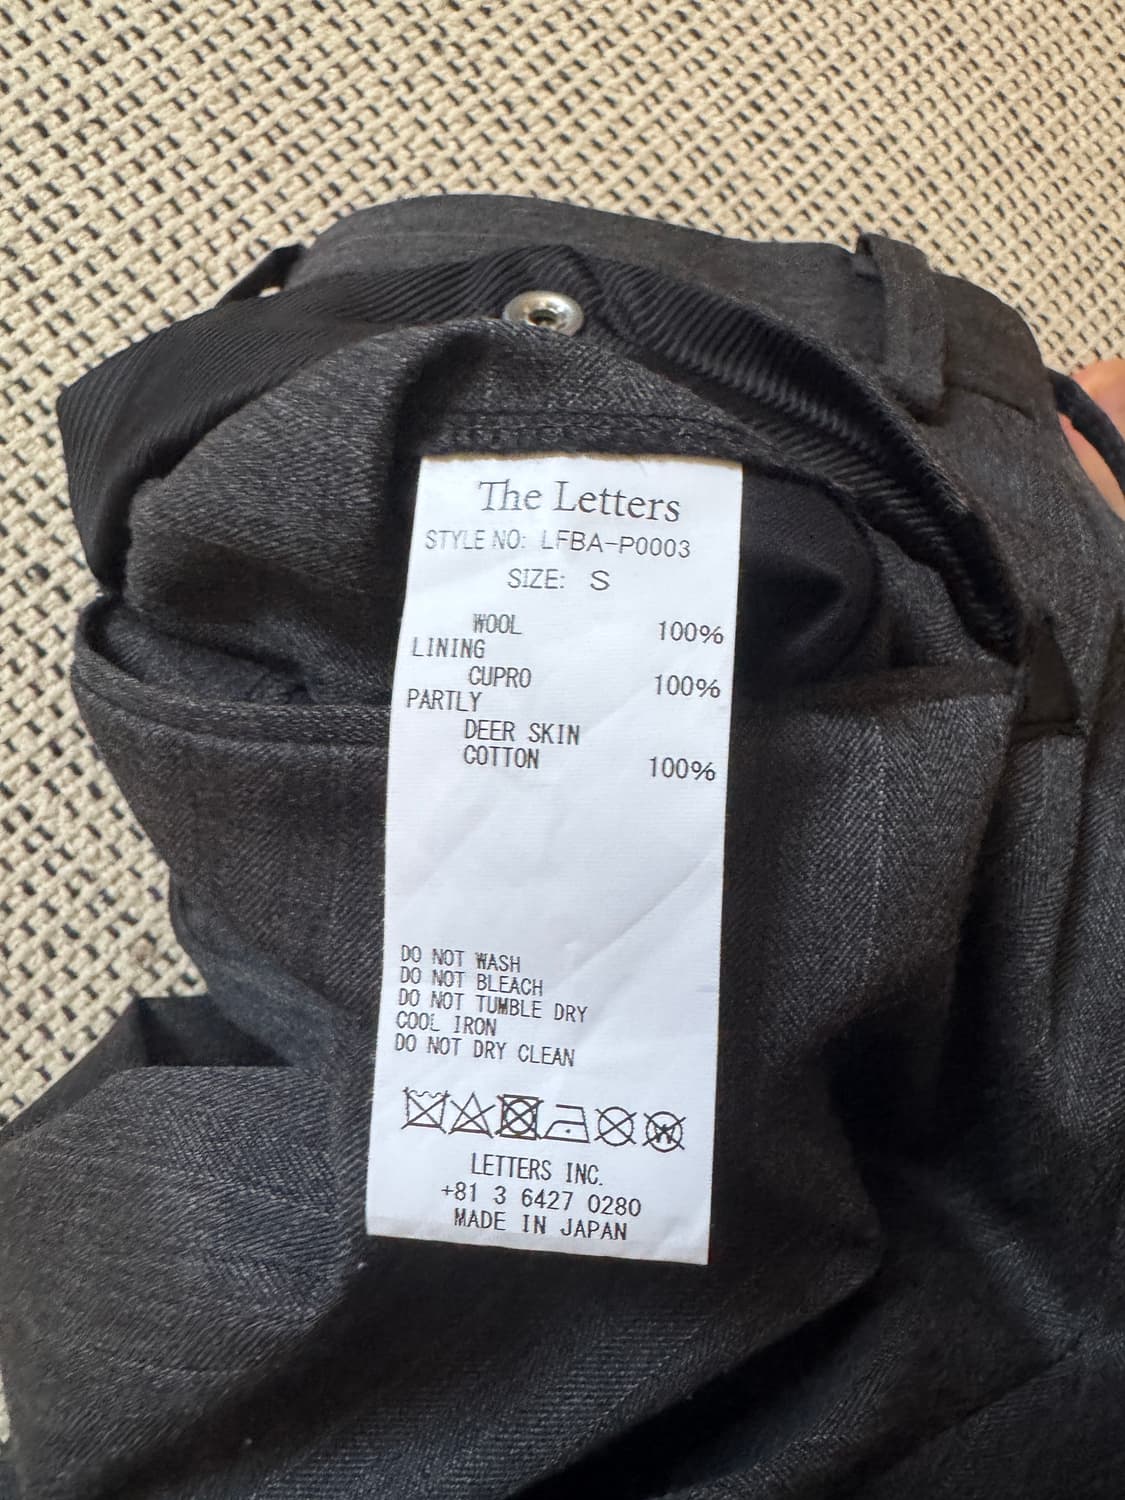 The Letters
STYLE NO: LFBA-P0003
SIZE: S
WOOL 100%
LINING
CUPRO 100%
PARTLY
DEER SKIN
COTTON 100%
DO NOT WASH
DO NOT BLEACH
DO NOT TUMBLE DRY
COOL IRON
DO NOT DRY CLEAN
W
LETTERS INC.
+81 3 6427 0280
MADE IN JAPAN